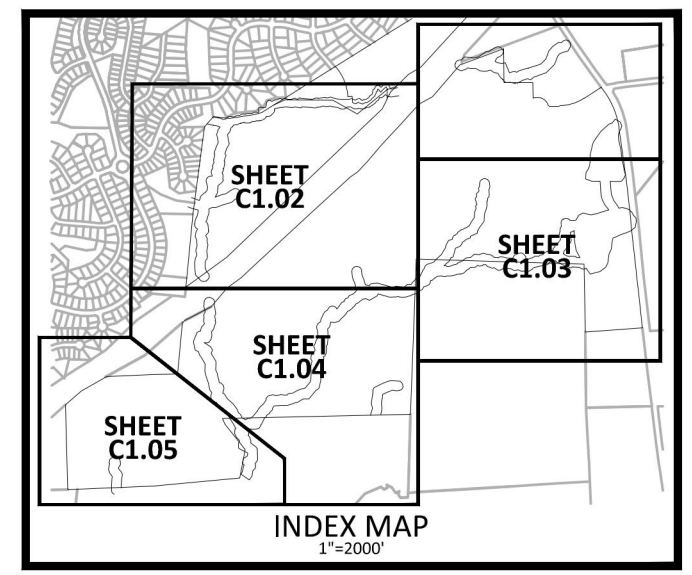 SHEET
C1.02
SHEET
C1.03
SHEET
C1.04
SHEET
C1.05
INDEX MAP
1"=2000'